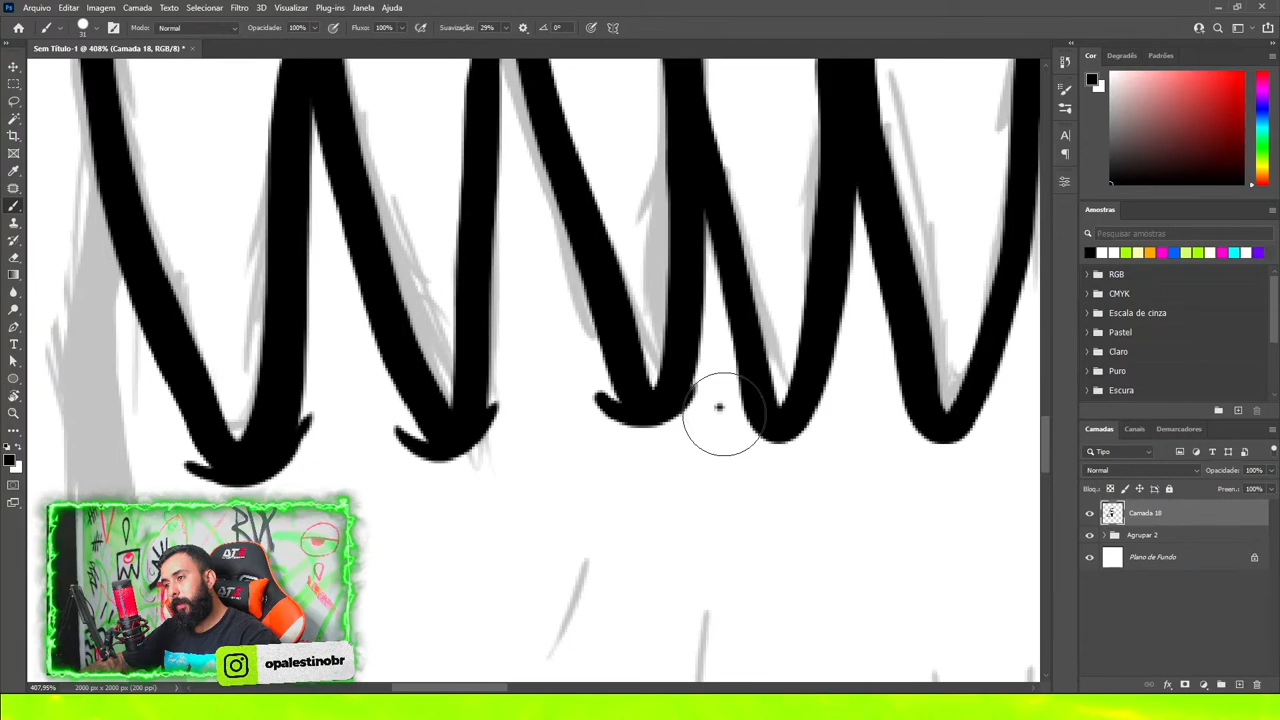 Ps Arquivo Editar Imagem Camada Texto Selecionar Filtro 3D Visualizar Plug-ins Janela Ajuda
31 Modo: Normal Opacidade: 100% Fluxo: 100% Suavização: 29% 0°
Sem Título-1 @ 408% (Camada 18, RGB/8) * ×
Cor Degradês Padrões
Amostras
Pesquisar amostras
RGB
CMYK
Escala de cinza
Pastel
Claro
Puro
Escura
Camadas Canais Demarcadores
Tipo
Normal Opacidade: 100%
Bloq.: Preen.: 100%
Camada 18
Agrupar 2
Plano de Fundo
opalestinobr
407,95% 2000 px x 2000 px (200 ppi)